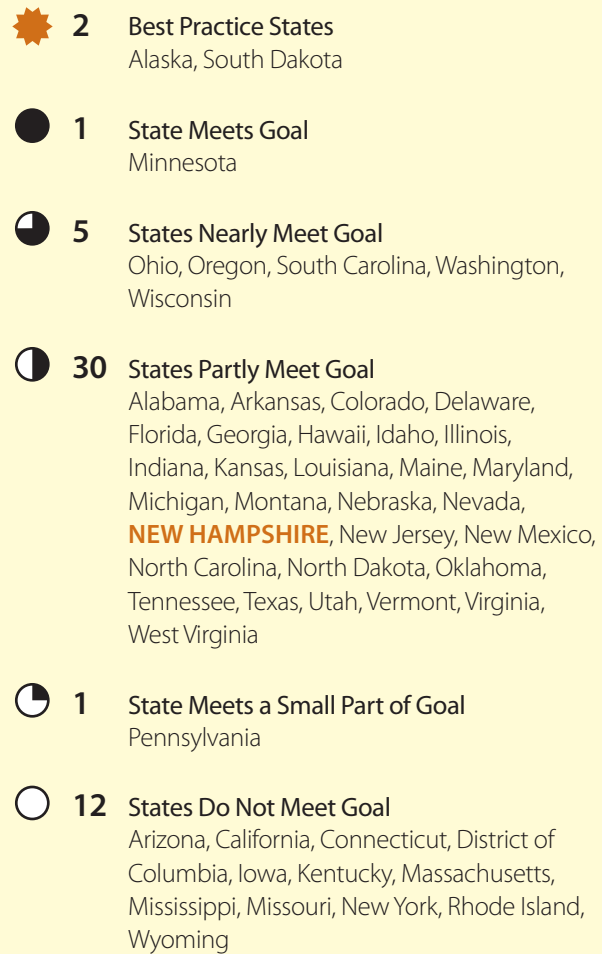 2 Best Practice States
Alaska, South Dakota
1 State Meets Goal
Minnesota
5 States Nearly Meet Goal
Ohio, Oregon, South Carolina, Washington,
Wisconsin
30 States Partly Meet Goal
Alabama, Arkansas, Colorado, Delaware,
Florida, Georgia, Hawaii, Idaho, Illinois,
Indiana, Kansas, Louisiana, Maine, Maryland,
Michigan, Montana, Nebraska, Nevada,
NEW HAMPSHIRE, New Jersey, New Mexico,
North Carolina, North Dakota, Oklahoma,
Tennessee, Texas, Utah, Vermont, Virginia,
West Virginia
1 State Meets a Small Part of Goal
Pennsylvania
12 States Do Not Meet Goal
Arizona, California, Connecticut, District of
Columbia, Iowa, Kentucky, Massachusetts,
Mississippi, Missouri, New York, Rhode Island,
Wyoming